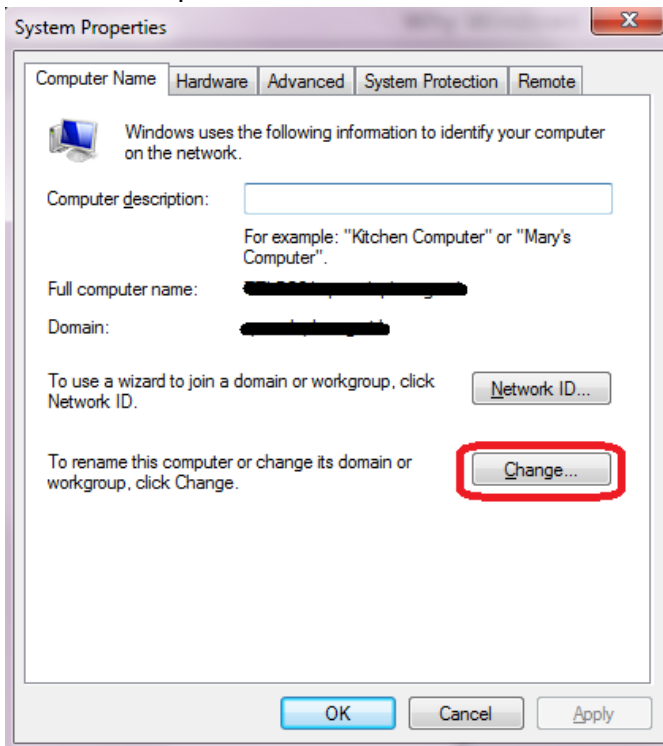 System Properties
Computer Name Hardware Advanced System Protection Remote
Windows uses the following information to identify your computer
on the network.
Computer description:
For example: "Kitchen Computer" or "Mary's
Computer".
Full computer name:
Domain:
To use a wizard to join a domain or workgroup, click
Network ID.
Network ID...
To rename this computer or change its domain or
workgroup, click Change.
Change...
OK Cancel Apply